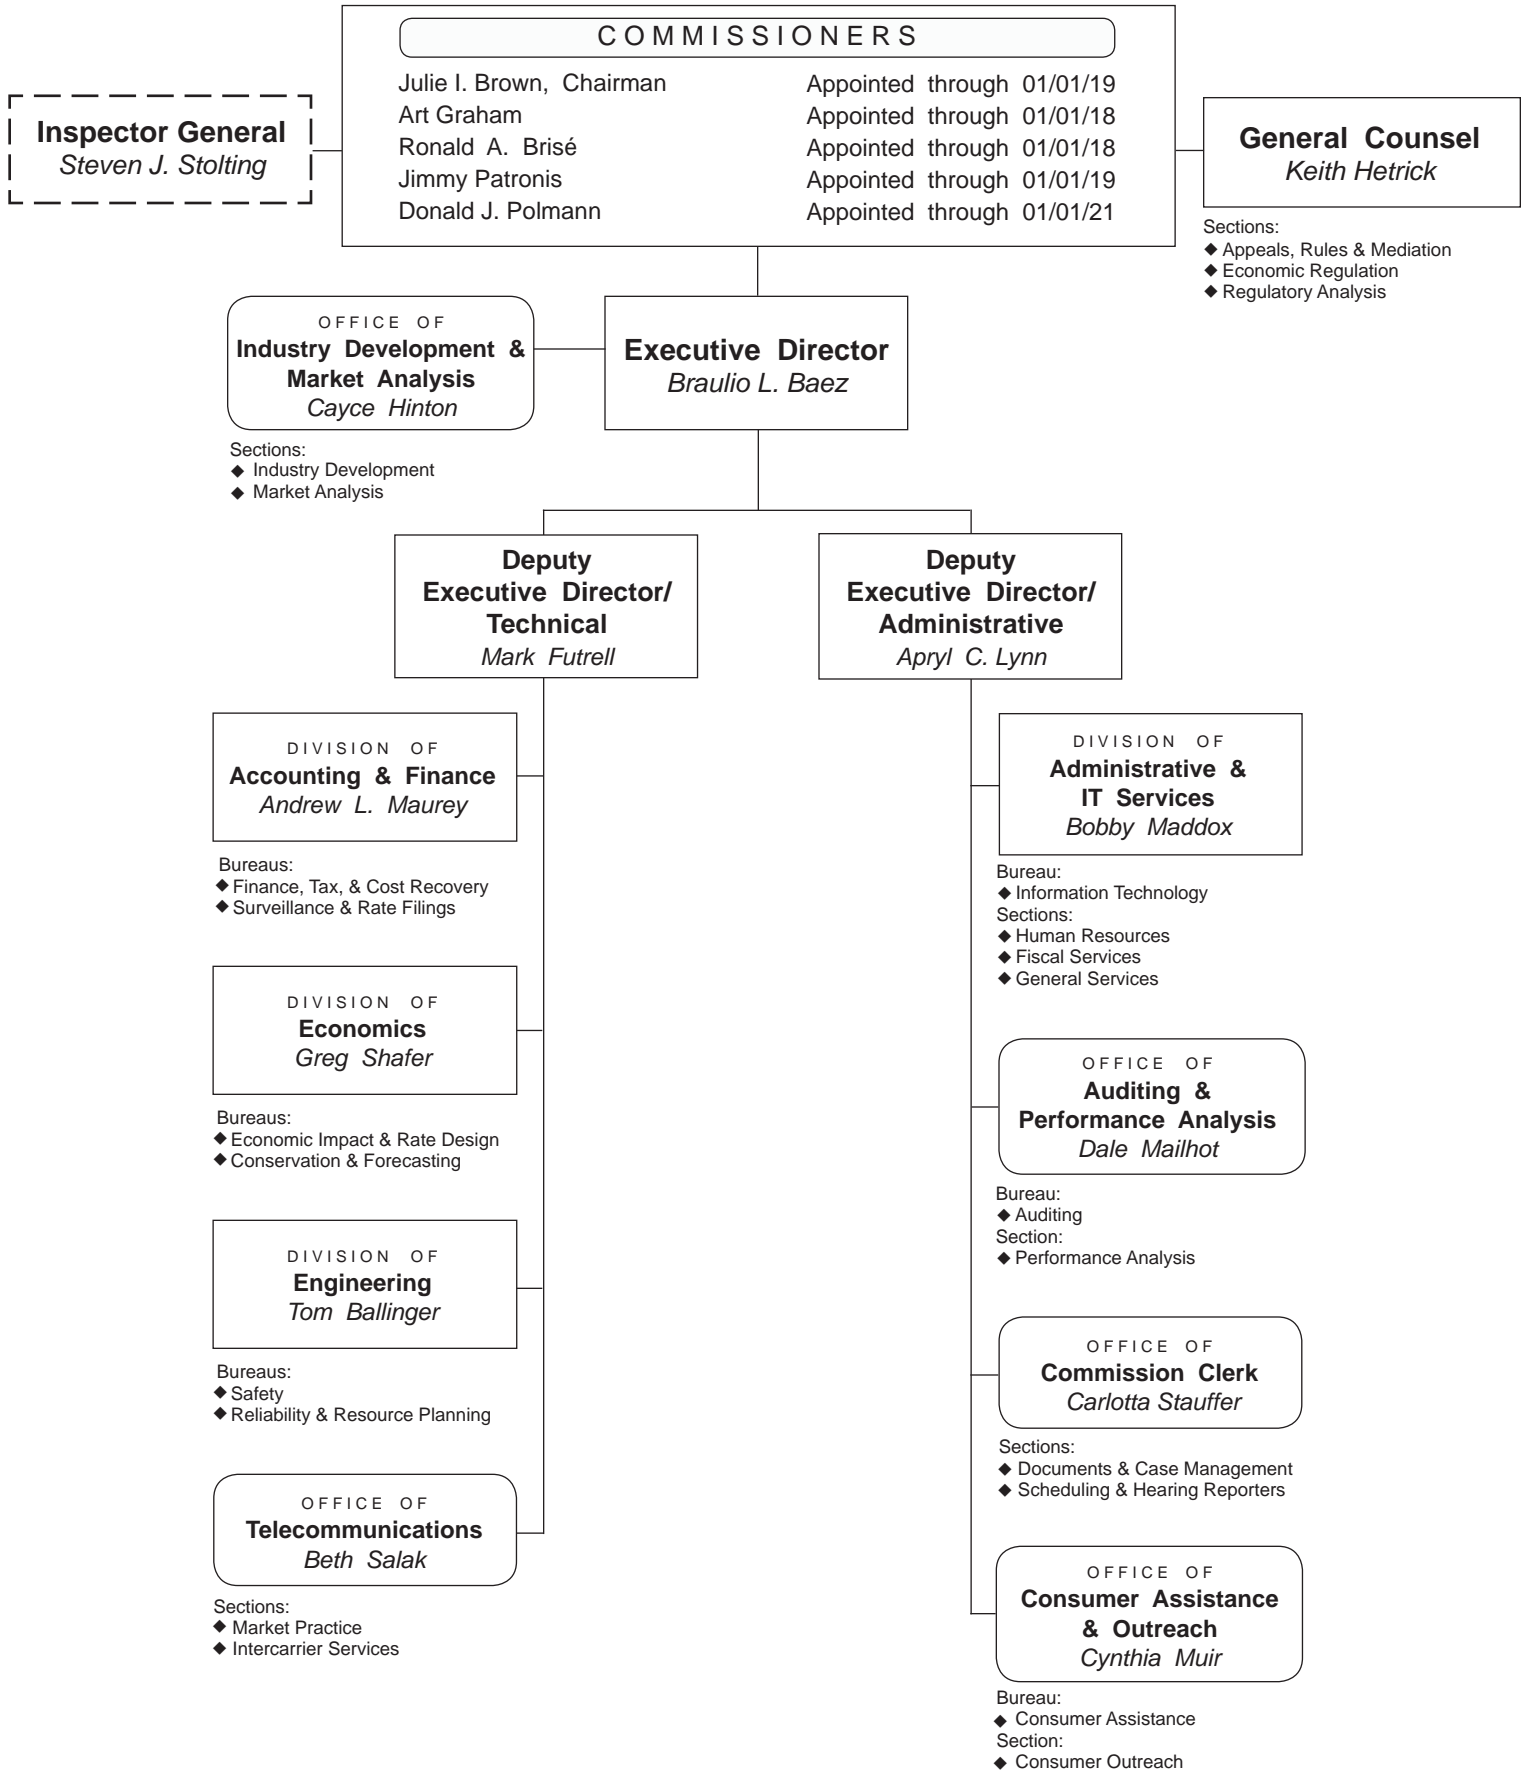 COMMISSIONERS
Julie I. Brown, Chairman Appointed through 01/01/19
Art Graham Appointed through 01/01/18
Ronald A. Brisé Appointed through 01/01/18
Jimmy Patronis Appointed through 01/01/19
Donald J. Polmann Appointed through 01/01/21
Inspector General
Steven J. Stolting
General Counsel
Keith Hetrick
Sections:
◆ Appeals, Rules & Mediation
◆ Economic Regulation
◆ Regulatory Analysis
OFFICE OF
Industry Development &
Market Analysis
Cayce Hinton
Sections:
◆ Industry Development
◆ Market Analysis
Executive Director
Braulio L. Baez
Deputy
Executive Director/
Technical
Mark Futrell
Deputy
Executive Director/
Administrative
Apryl C. Lynn
DIVISION OF
Accounting & Finance
Andrew L. Maurey
Bureaus:
◆ Finance, Tax, & Cost Recovery
◆ Surveillance & Rate Filings
DIVISION OF
Economics
Greg Shafer
Bureaus:
◆ Economic Impact & Rate Design
◆ Conservation & Forecasting
DIVISION OF
Engineering
Tom Ballinger
Bureaus:
◆ Safety
◆ Reliability & Resource Planning
OFFICE OF
Telecommunications
Beth Salak
Sections:
◆ Market Practice
◆ Intercarrier Services
DIVISION OF
Administrative &
IT Services
Bobby Maddox
Bureau:
◆ Information Technology
Sections:
◆ Human Resources
◆ Fiscal Services
◆ General Services
OFFICE OF
Auditing &
Performance Analysis
Dale Mailhot
Bureau:
◆ Auditing
Section:
◆ Performance Analysis
OFFICE OF
Commission Clerk
Carlotta Stauffer
Sections:
◆ Documents & Case Management
◆ Scheduling & Hearing Reporters
OFFICE OF
Consumer Assistance
& Outreach
Cynthia Muir
Bureau:
◆ Consumer Assistance
Section:
◆ Consumer Outreach